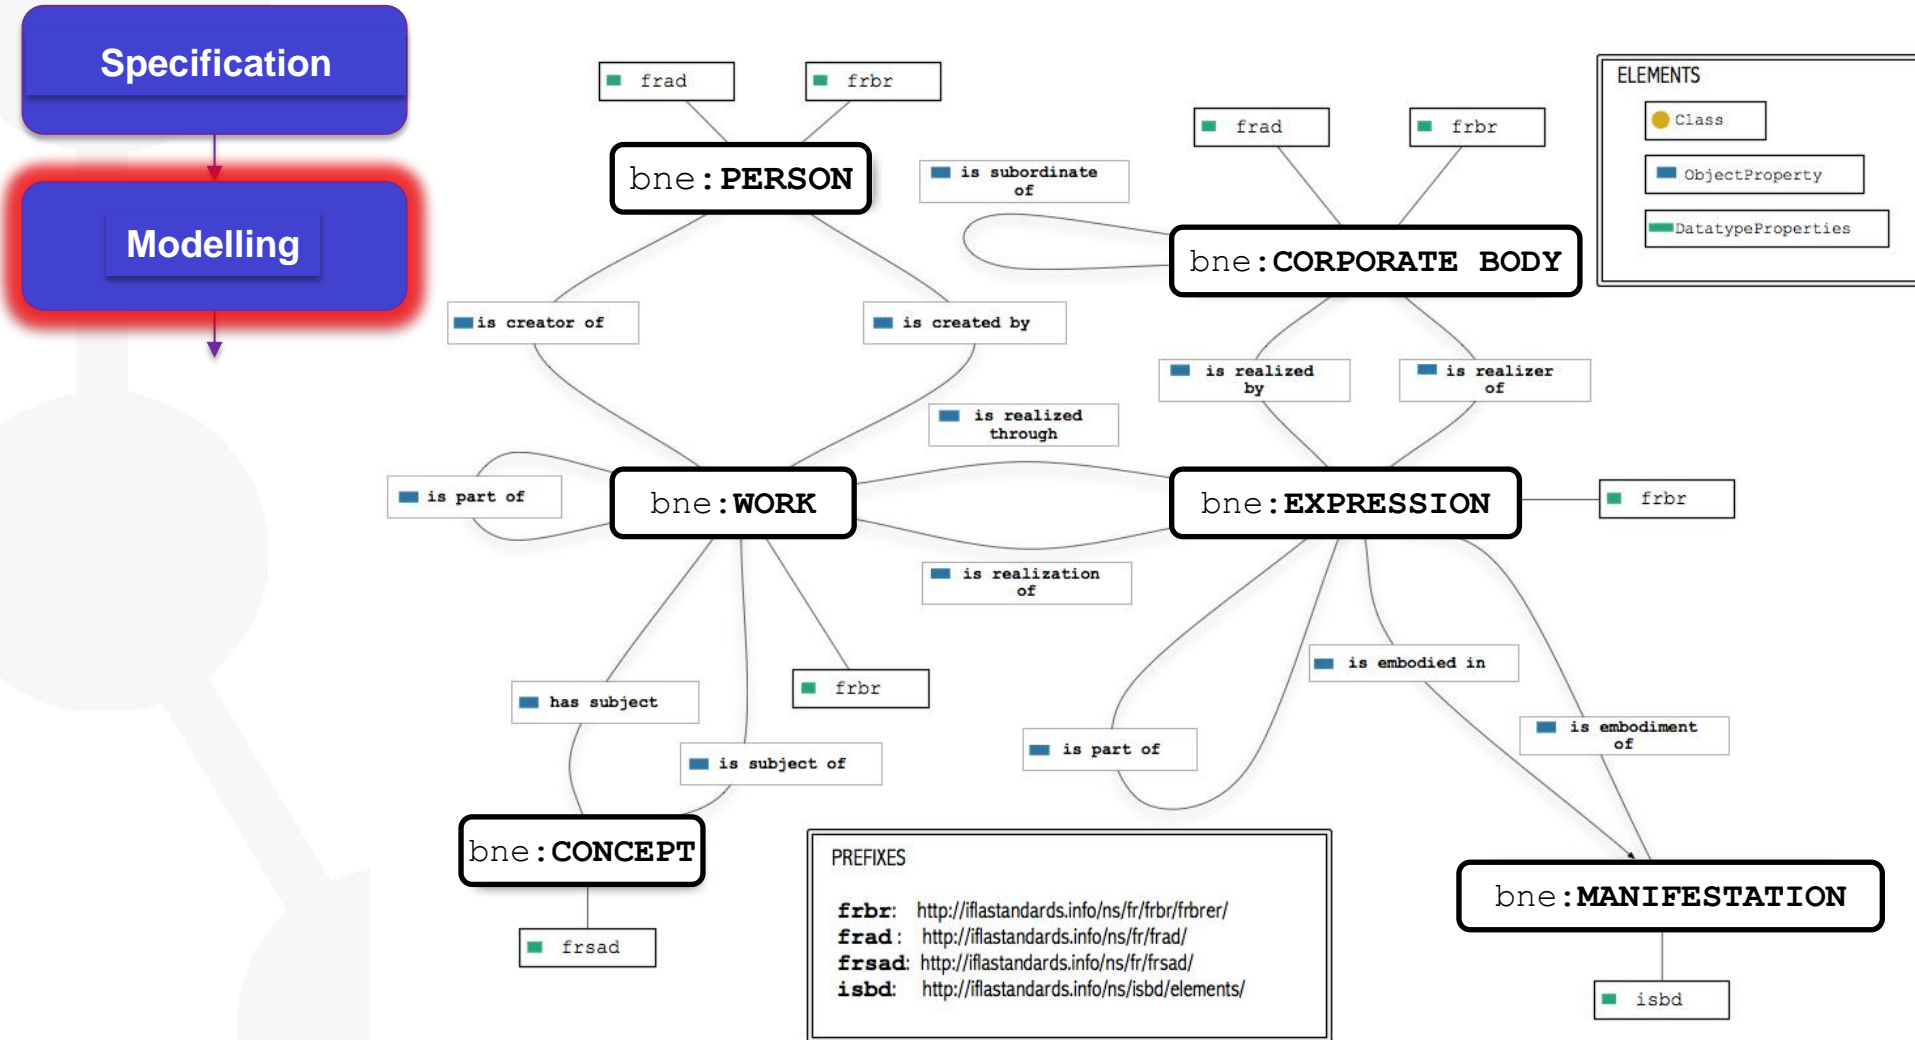 Specification
Modelling
frad
frbr
bne:PERSON
is creator of
is created by
frad
frbr
is subordinate
of
bne:CORPORATE BODY
is realized
by
is realizer
of
ELEMENTS
Class
ObjectProperty
DatatypeProperties
is realized
through
is part of
bne:WORK
bne:EXPRESSION
frbr
is realization
of
has subject
frbr
is subject of
is part of
is embodied in
is embodiment
of
bne:CONCEPT
frsad
bne:MANIFESTATION
isbd
PREFIXES
frbr: http://iflastandards.info/ns/fr/frbr/frbrer/
frad: http://iflastandards.info/ns/fr/frad/
frsad: http://iflastandards.info/ns/fr/frsad/
isbd: http://iflastandards.info/ns/isbd/elements/